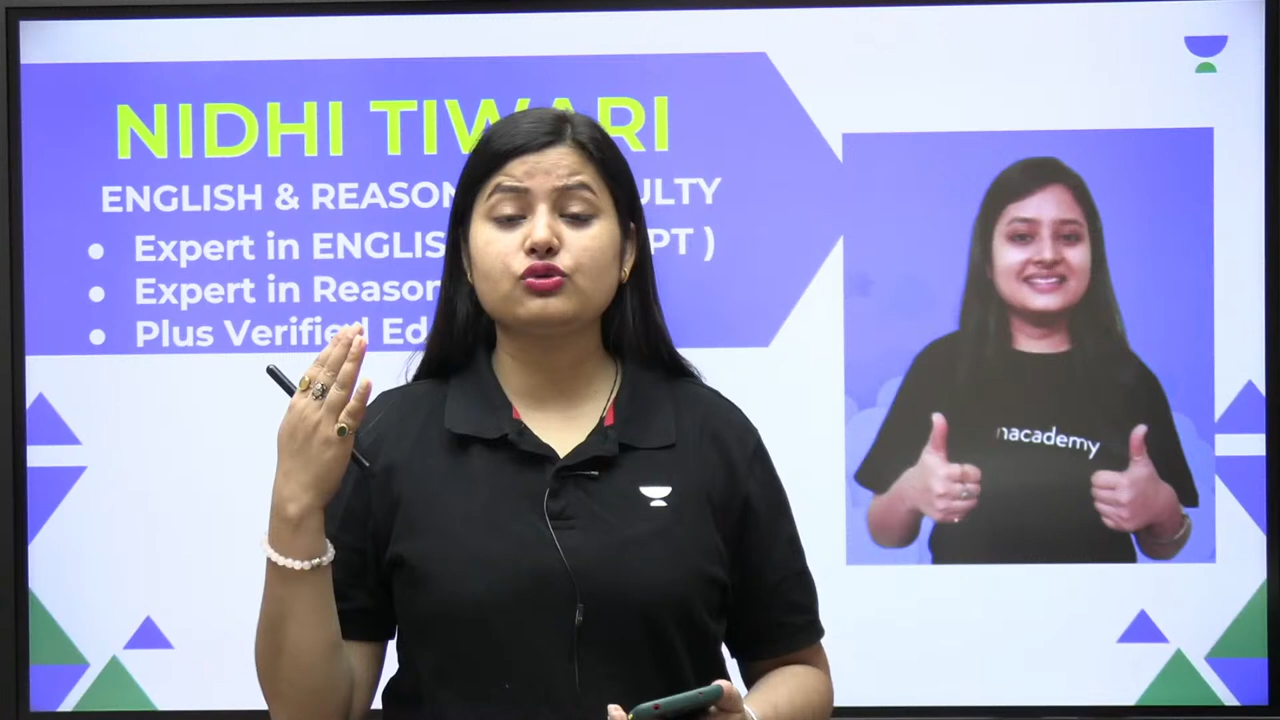 NIDHI TIWARI
ENGLISH & REASON ULTY
Expert in ENGLIS PT )
Expert in Reason
Plus Verified Ed
nacademy